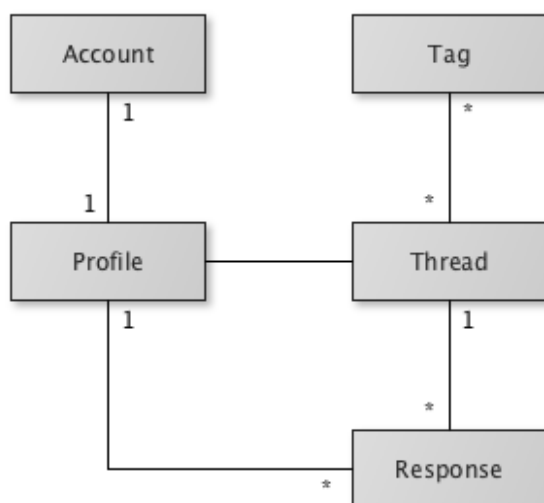 Account Tag
1 *
1 *
Profile Thread
1 1
*
Response
*